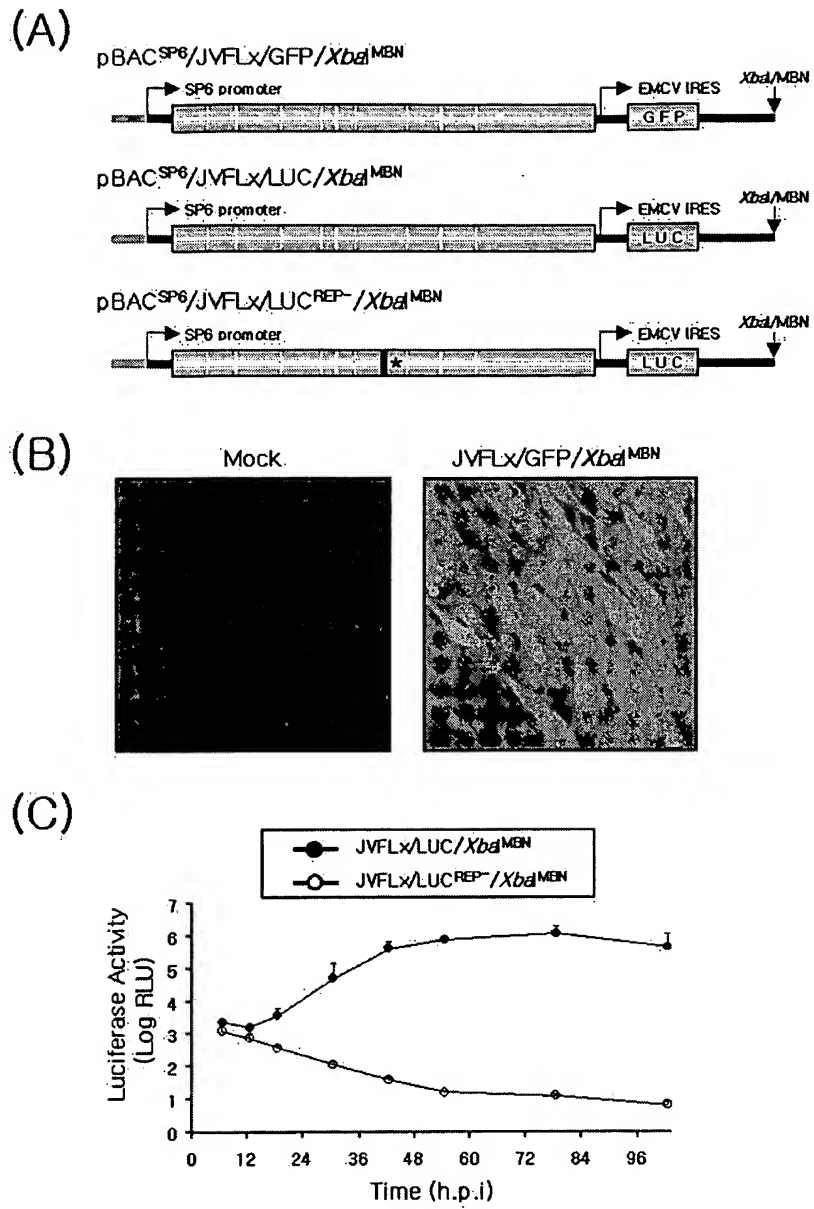 (A)
pBACSP6/JVFLx/GFP/XbaIMBN
SP6 promoter
EMCV IRES
XbaI/MBN
GFP
pBACSP6/JVFLx/LUC/XbaIMBN
SP6 promoter
EMCV IRES
XbaI/MBN
LUC
pBACSP6/JVFLx/LUCREP-/XbaIMBN
SP6 promoter
EMCV IRES
XbaI/MBN
*
LUC
(B)
Mock
JVFLx/GFP/XbaIMBN
(C)
JVFLx/LUC/XbaIMBN
JVFLx/LUCREP-/XbaIMBN
Luciferase Activity
(Log RLU)
7
6
5
4
3
2
1
0
0 12 24 36 48 60 72 84 96
Time (h.p.i)